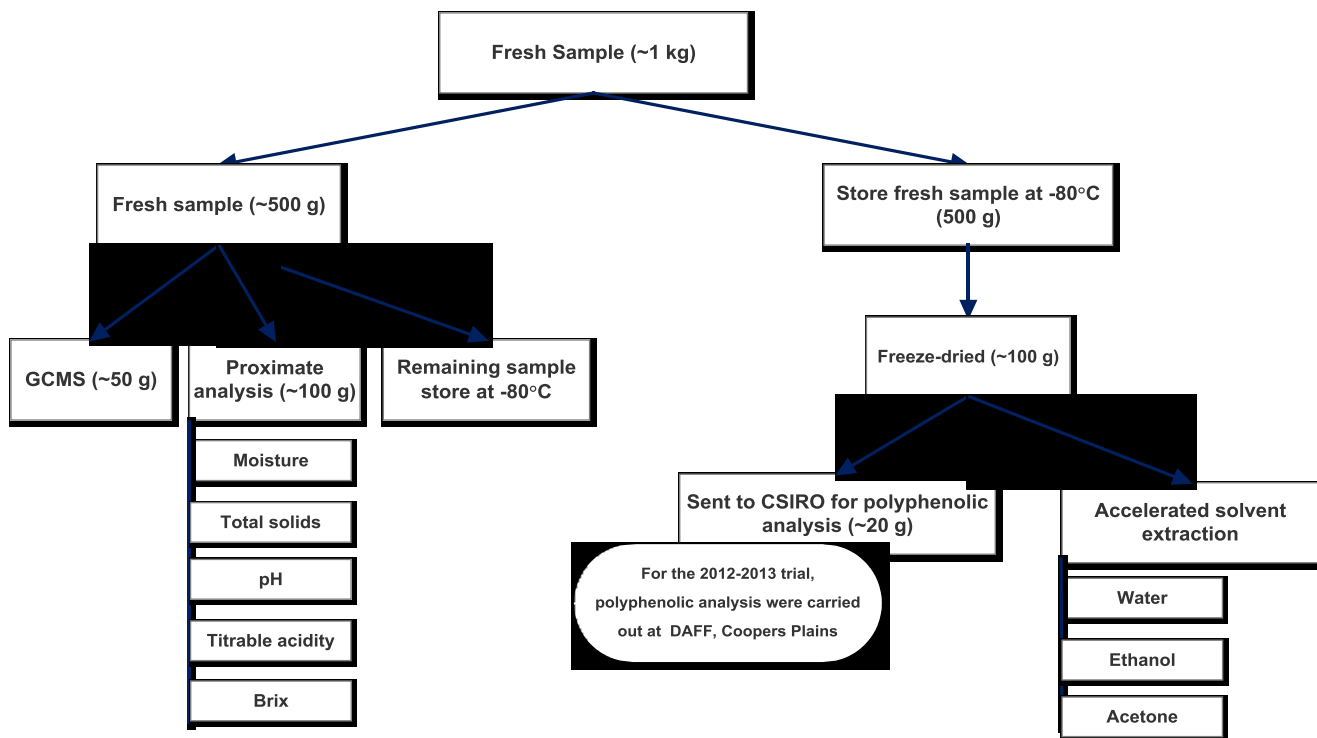 Fresh Sample (~1 kg)
Fresh sample (~500 g)
Store fresh sample at -80°C
(500 g)
GCMS (~50 g)
Proximate
analysis (~100 g)
Remaining sample
store at -80°C
Freeze-dried (~100 g)
Moisture
Total solids
pH
Titrable acidity
Brix
Sent to CSIRO for polyphenolic
analysis (~20 g)
For the 2012-2013 trial,
polyphenolic analysis were carried
out at DAFF, Coopers Plains
Accelerated solvent
extraction
Water
Ethanol
Acetone